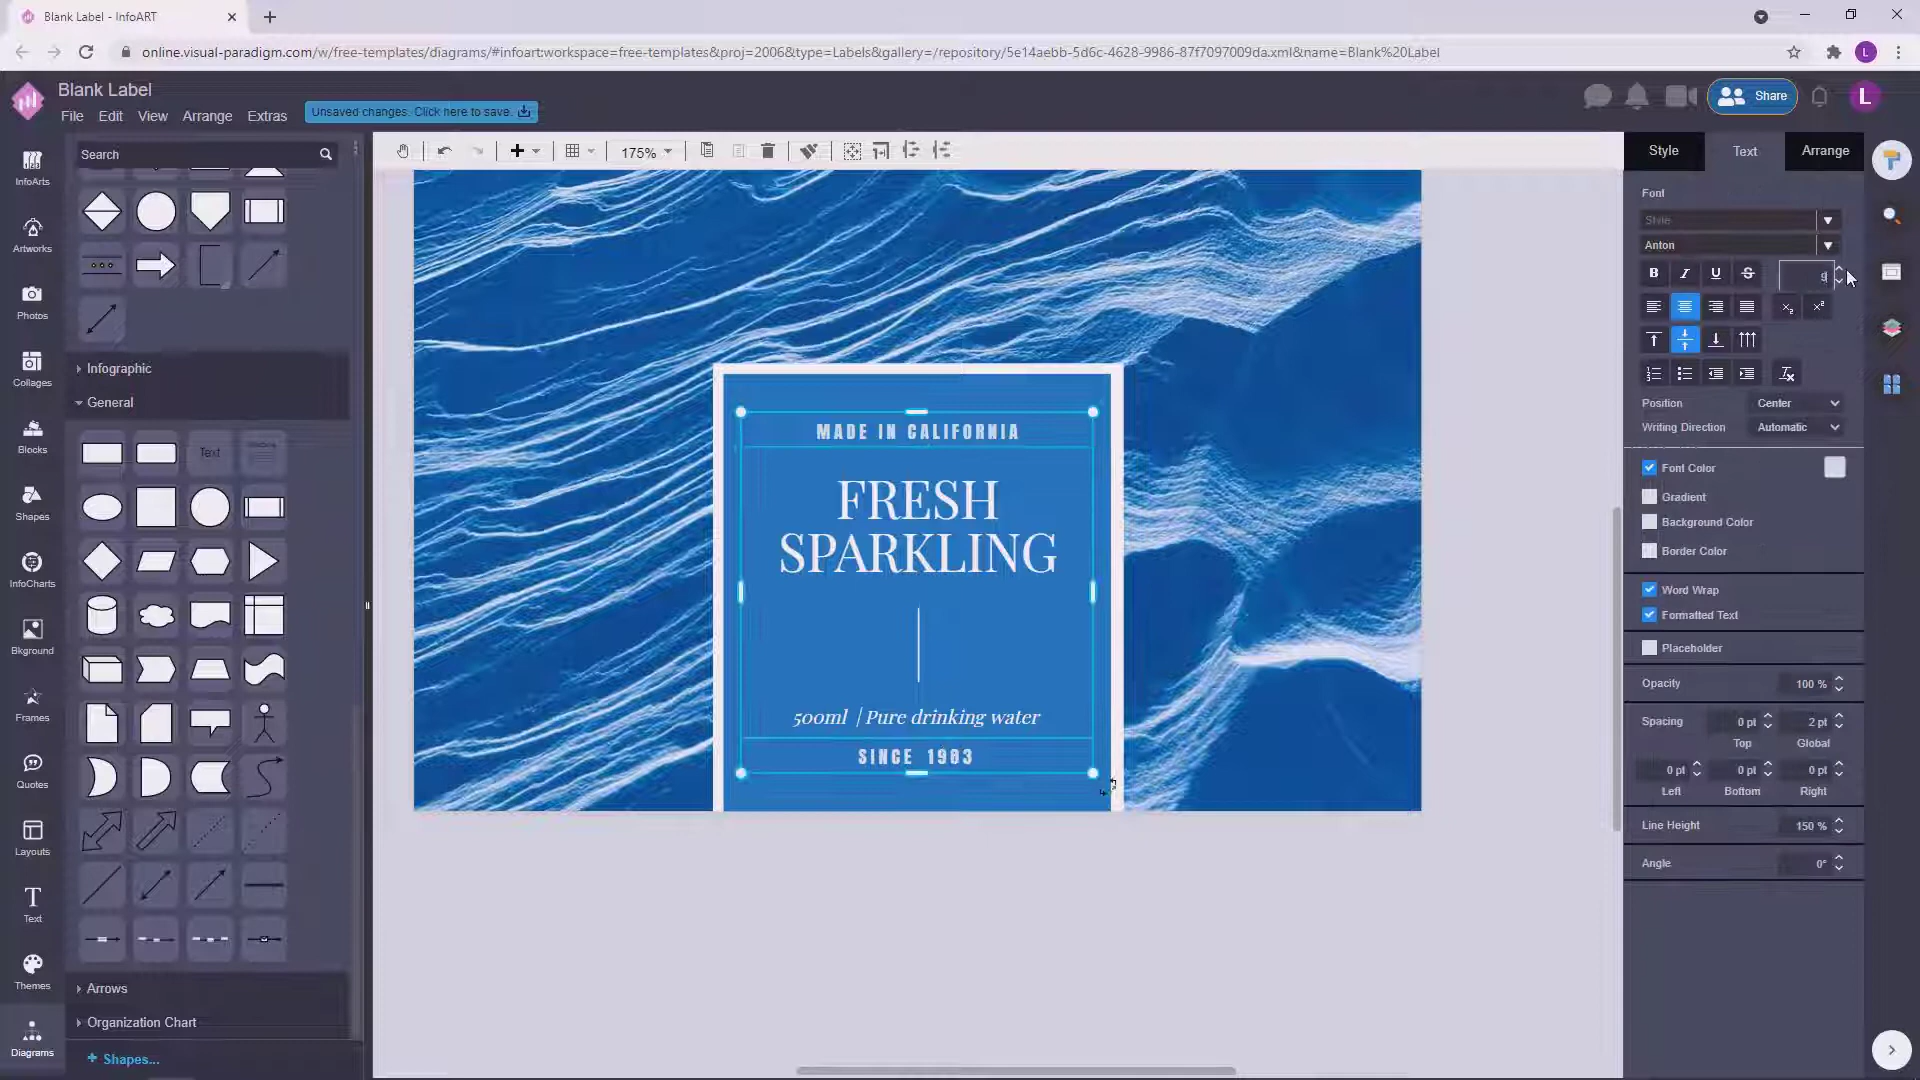 Blank Label - InfoART
online.visual-paradigm.com/w/free-templates/diagrams/#infoart:workspace=free-templates&proj=2006&type=Labels&gallery=/repository/5e14aebb-5d6c-4628-9986-87f7097009da.xml&name=Blank%20Label
L
Blank Label
File Edit View Arrange Extras
Unsaved changes. Click here to save.
Share
L
InfoArts
Artworks
Photos
Collages
Blocks
Shapes
InfoCharts
Bkground
Frames
Quotes
Layouts
Text
Themes
Diagrams
Search
Infographic
General
Text
Arrows
Organization Chart
+ Shapes...
175%
MADE IN CALIFORNIA
FRESH
SPARKLING
500ml | Pure drinking water
SINCE 1983
Style Text Arrange
Font
Style
Anton
B I U S 9
Position Center
Writing Direction Automatic
Font Color
Gradient
Background Color
Border Color
Word Wrap
Formatted Text
Placeholder
Opacity 100 %
Spacing 0 pt 2 pt
Top Global
0 pt 0 pt 0 pt
Left Bottom Right
Line Height 150 %
Angle 0°